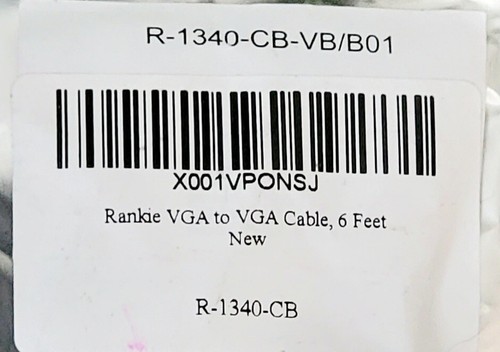 R-1340-CB-VB/B01
X001VPONSJ
Rankie VGA to VGA Cable, 6 Feet
New
R-1340-CB